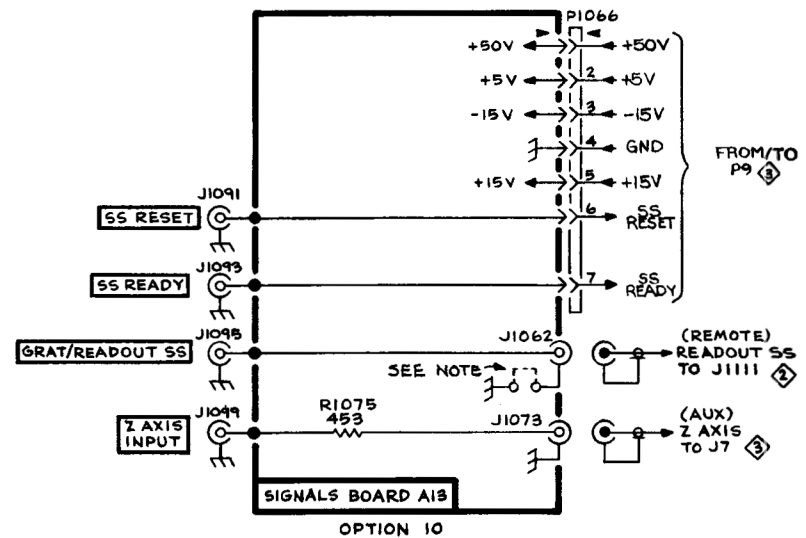 P1066
+50V
+50V
+5V
2
+5V
-15V
3
-15V
4
GND
+15V
5
+15V
FROM/TO
P9 3
J1091
SS RESET
6
SS
RESET
J1093
SS READY
7
SS
READY
J1095
GRAT/READOUT SS
J1062
SEE NOTE
(REMOTE)
READOUT SS
TO J1111
2
Z AXIS
INPUT
R1075
453
J1073
(AUX)
Z AXIS
TO J7 3
SIGNALS BOARD A13
OPTION 10